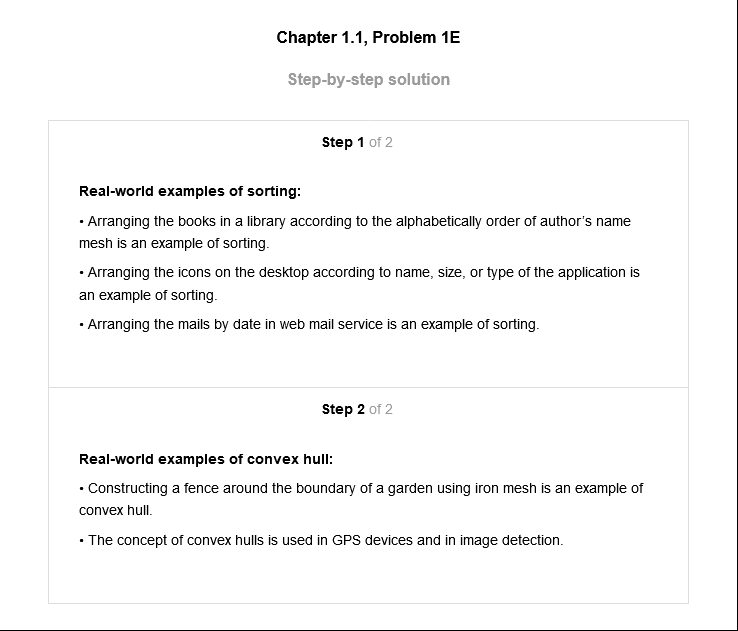 Chapter 1.1, Problem 1E
Step-by-step solution
Step 1 of 2
Real-world examples of sorting:
• Arranging the books in a library according to the alphabetically order of author's name
mesh is an example of sorting.
• Arranging the icons on the desktop according to name, size, or type of the application is
an example of sorting.
• Arranging the mails by date in web mail service is an example of sorting.
Step 2 of 2
Real-world examples of convex hull:
• Constructing a fence around the boundary of a garden using iron mesh is an example of
convex hull.
• The concept of convex hulls is used in GPS devices and in image detection.